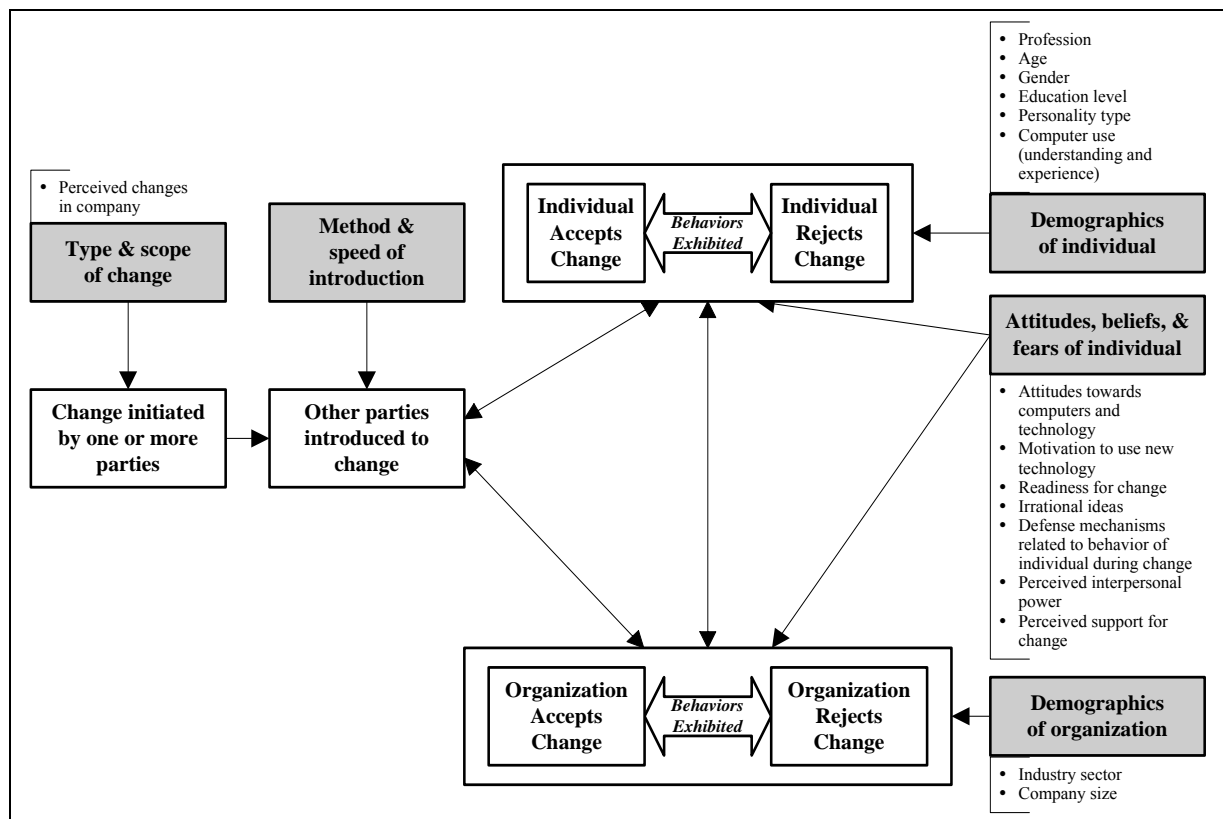 • Perceived changes
in company
Type & scope
of change
Method &
speed of
introduction
Change initiated
by one or more
parties
Other parties
introduced to
change
Individual
Accepts
Change
Behaviors
Exhibited
Individual
Rejects
Change
• Profession
• Age
• Gender
• Education level
• Personality type
• Computer use
(understanding and
experience)
Demographics
of individual
Attitudes, beliefs, &
fears of individual
• Attitudes towards
computers and
technology
• Motivation to use new
technology
• Readiness for change
• Irrational ideas
• Defense mechanisms
related to behavior of
individual during change
• Perceived interpersonal
power
• Perceived support for
change
Organization
Accepts
Change
Behaviors
Exhibited
Organization
Rejects
Change
Demographics
of organization
• Industry sector
• Company size